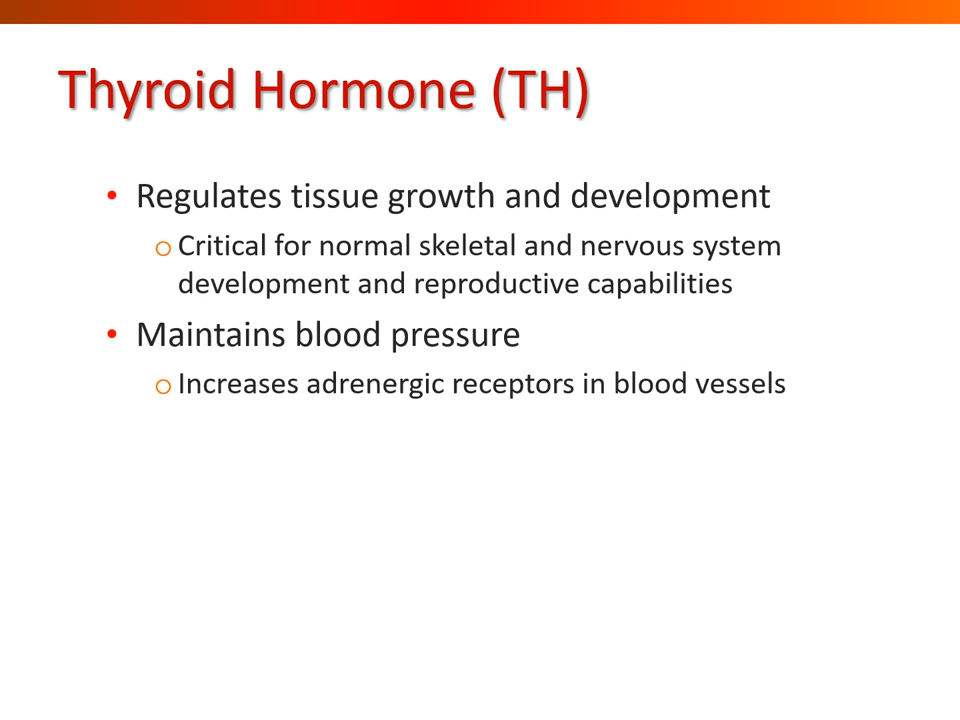 Thyroid Hormone (TH)
• Regulates tissue growth and development
o Critical for normal skeletal and nervous system
development and reproductive capabilities
• Maintains blood pressure
o Increases adrenergic receptors in blood vessels